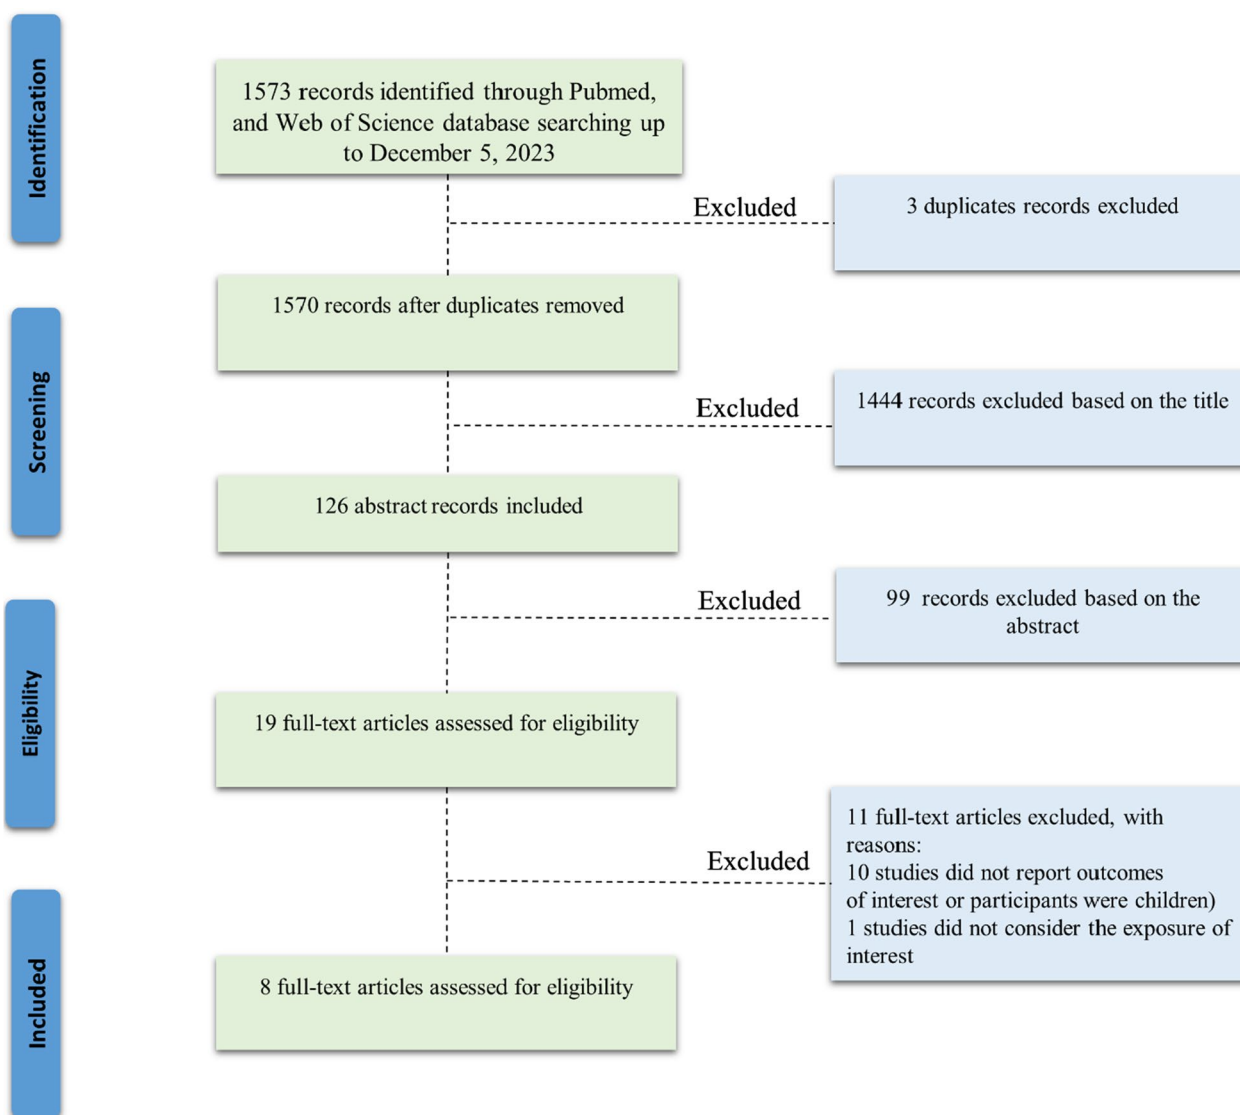 Identification
1573 records identified through Pubmed,
and Web of Science database searching up
to December 5, 2023
Excluded
3 duplicates records excluded
1570 records after duplicates removed
Screening
Excluded
1444 records excluded based on the title
126 abstract records included
Excluded
99 records excluded based on the
abstract
Eligibility
19 full-text articles assessed for eligibility
Excluded
11 full-text articles excluded, with
reasons:
10 studies did not report outcomes
of interest or participants were children)
1 studies did not consider the exposure of
interest
Included
8 full-text articles assessed for eligibility